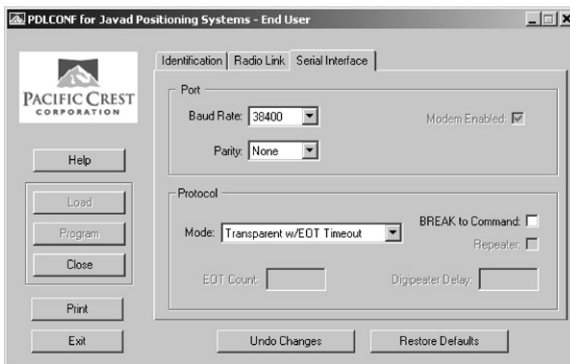 PDLCONF for Javad Positioning Systems - End User
PACIFIC CREST
CORPORATION
Help
Load
Program
Close
Print
Exit
Identification Radio Link Serial Interface
Port
Baud Rate: 38400 Modem Enabled:
Parity: None
Protocol
BREAK to Command:
Mode: Transparent w/EOT Timeout
Repeater:
EOT Count: Digipeater Delay:
Undo Changes Restore Defaults